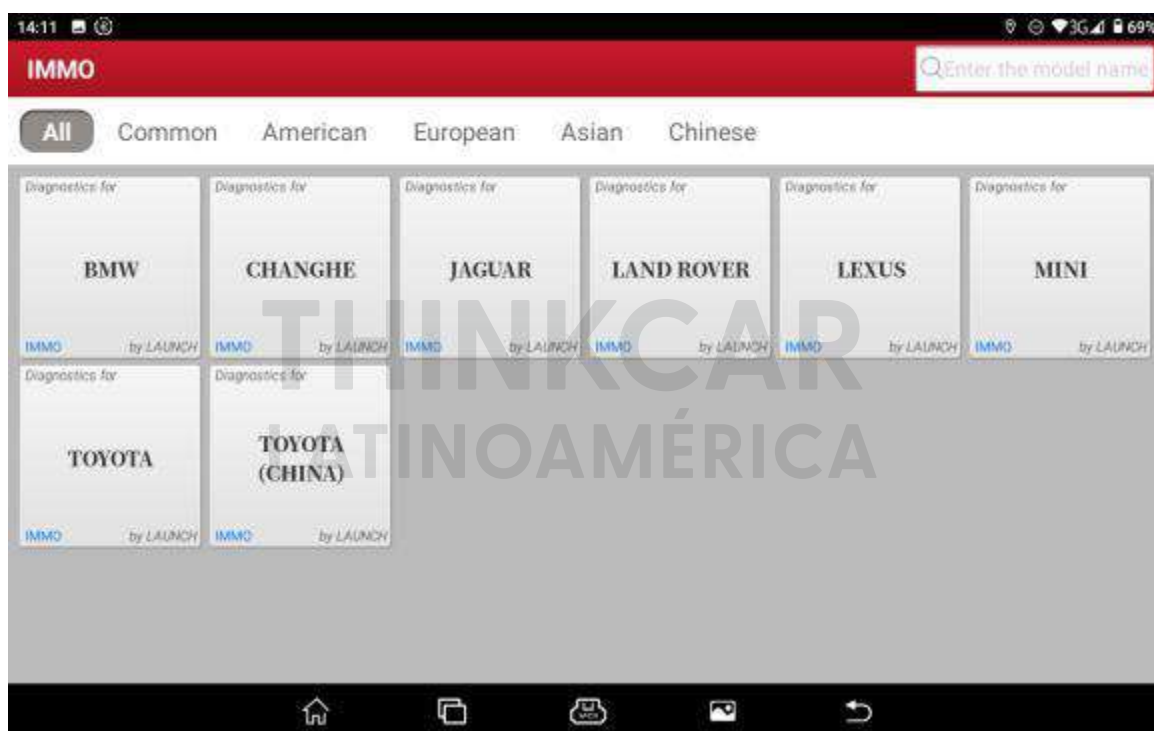 14:11 3G 69%
IMMO Enter the model name
All Common American European Asian Chinese
Diagnostics for Diagnostics for Diagnostics for Diagnostics for Diagnostics for Diagnostics for
BMW CHANGHE JAGUAR LAND ROVER LEXUS MINI
IMMO by LAUNCH IMMO by LAUNCH IMMO by LAUNCH IMMO by LAUNCH IMMO by LAUNCH IMMO by LAUNCH
THINKCAR
Diagnostics for Diagnostics for
TOYOTA TOYOTA
(CHINA)
LATINOAMÉRICA
IMMO by LAUNCH IMMO by LAUNCH
VCI